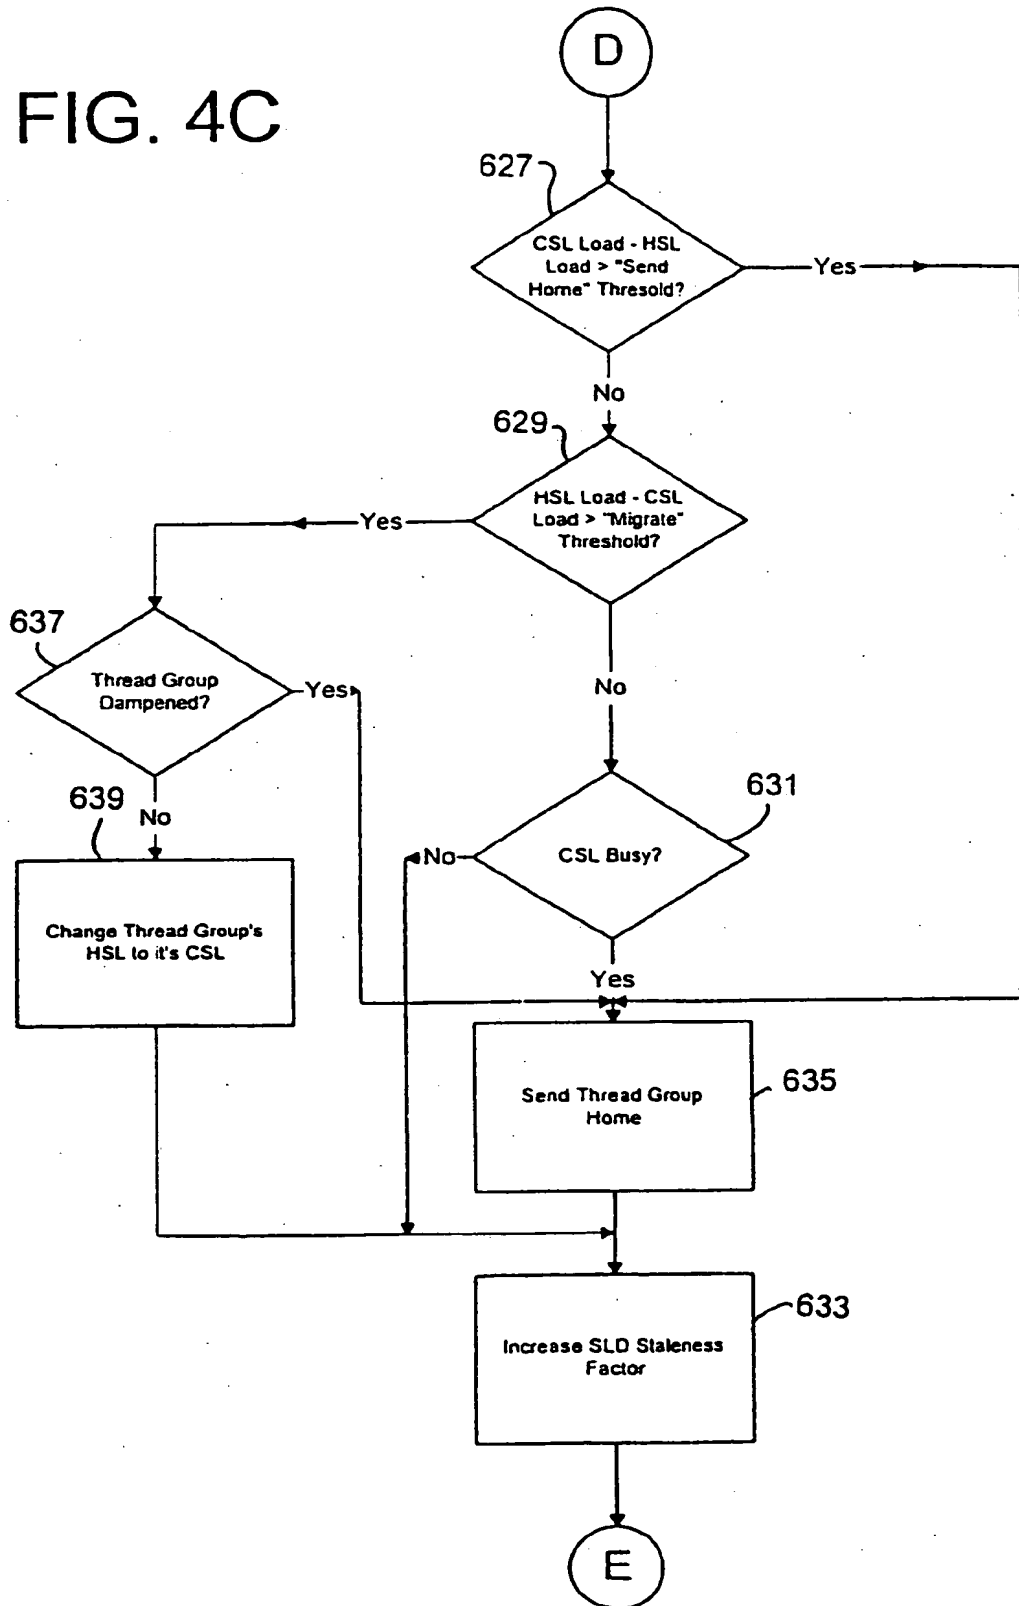 D
FIG. 4C
627
CSL Load - HSL
Load > "Send
Home" Thresold?
Yes
No
629
HSL Load - CSL
Load > "Migrate"
Threshold?
Yes
637
Thread Group
Dampened?
Yes
No
No
631
CSL Busy?
No
Yes
639
Change Thread Group's
HSL to it's CSL
Send Thread Group
Home
635
Increase SLD Staleness
Factor
633
E